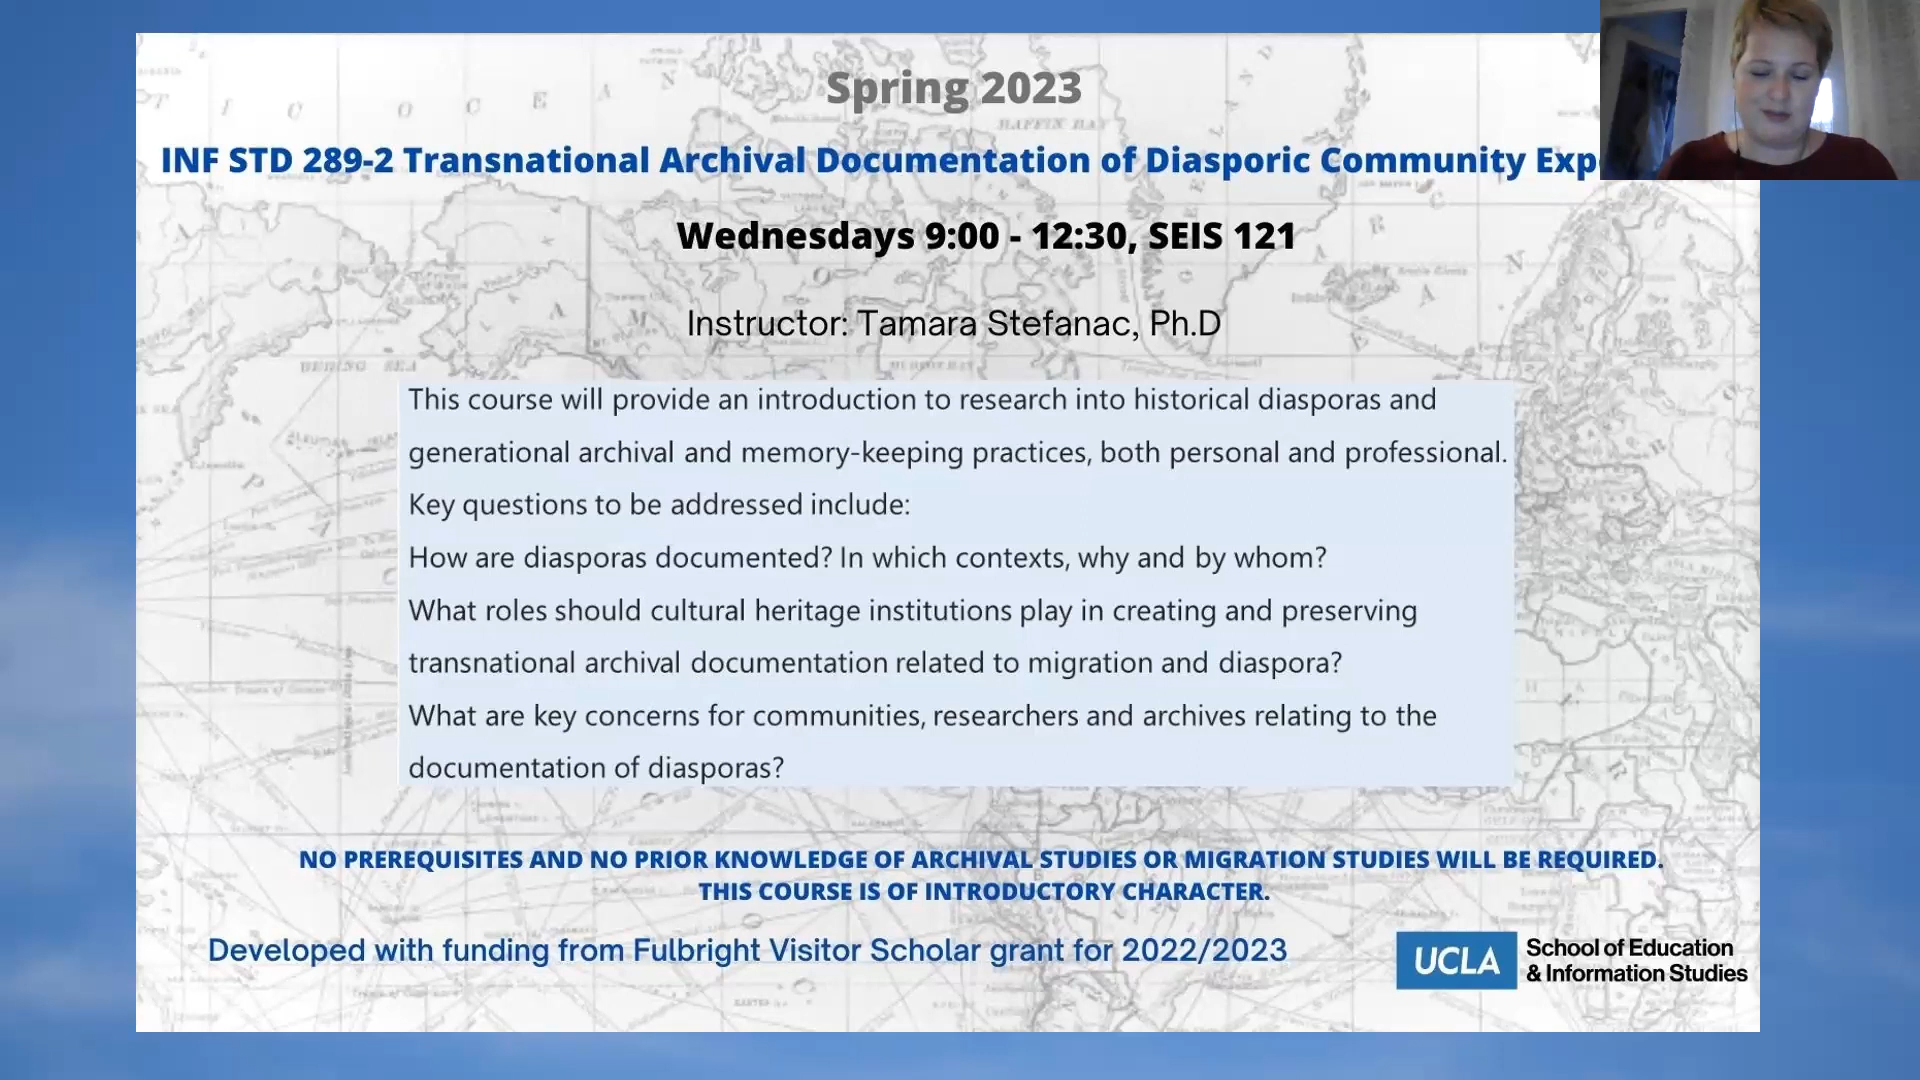 Spring 2023
INF STD 289-2 Transnational Archival Documentation of Diasporic Community
Wednesdays 9:00 - 12:30, SEIS 121
Instructor: Tamara Stefanac, Ph.D
This course will provide an introduction to research into historical diasporas and
generational archival and memory-keeping practices, both personal and professional.
Key questions to be addressed include:
How are diasporas documented? In which contexts, why and by whom?
What roles should cultural heritage institutions play in creating and preserving
transnational archival documentation related to migration and diaspora?
What are key concerns for communities, researchers and archives relating to the
documentation of diasporas?
NO PREREQUISITES AND NO PRIOR KNOWLEDGE OF ARCHIVAL STUDIES OR MIGRATION STUDIES WILL BE REQUIRED.
THIS COURSE IS OF INTRODUCTORY CHARACTER.
Developed with funding from Fulbright Visitor Scholar grant for 2022/2023
UCLA
School of Education
& Information Studies
BAFFIN BAY
BERING SEA